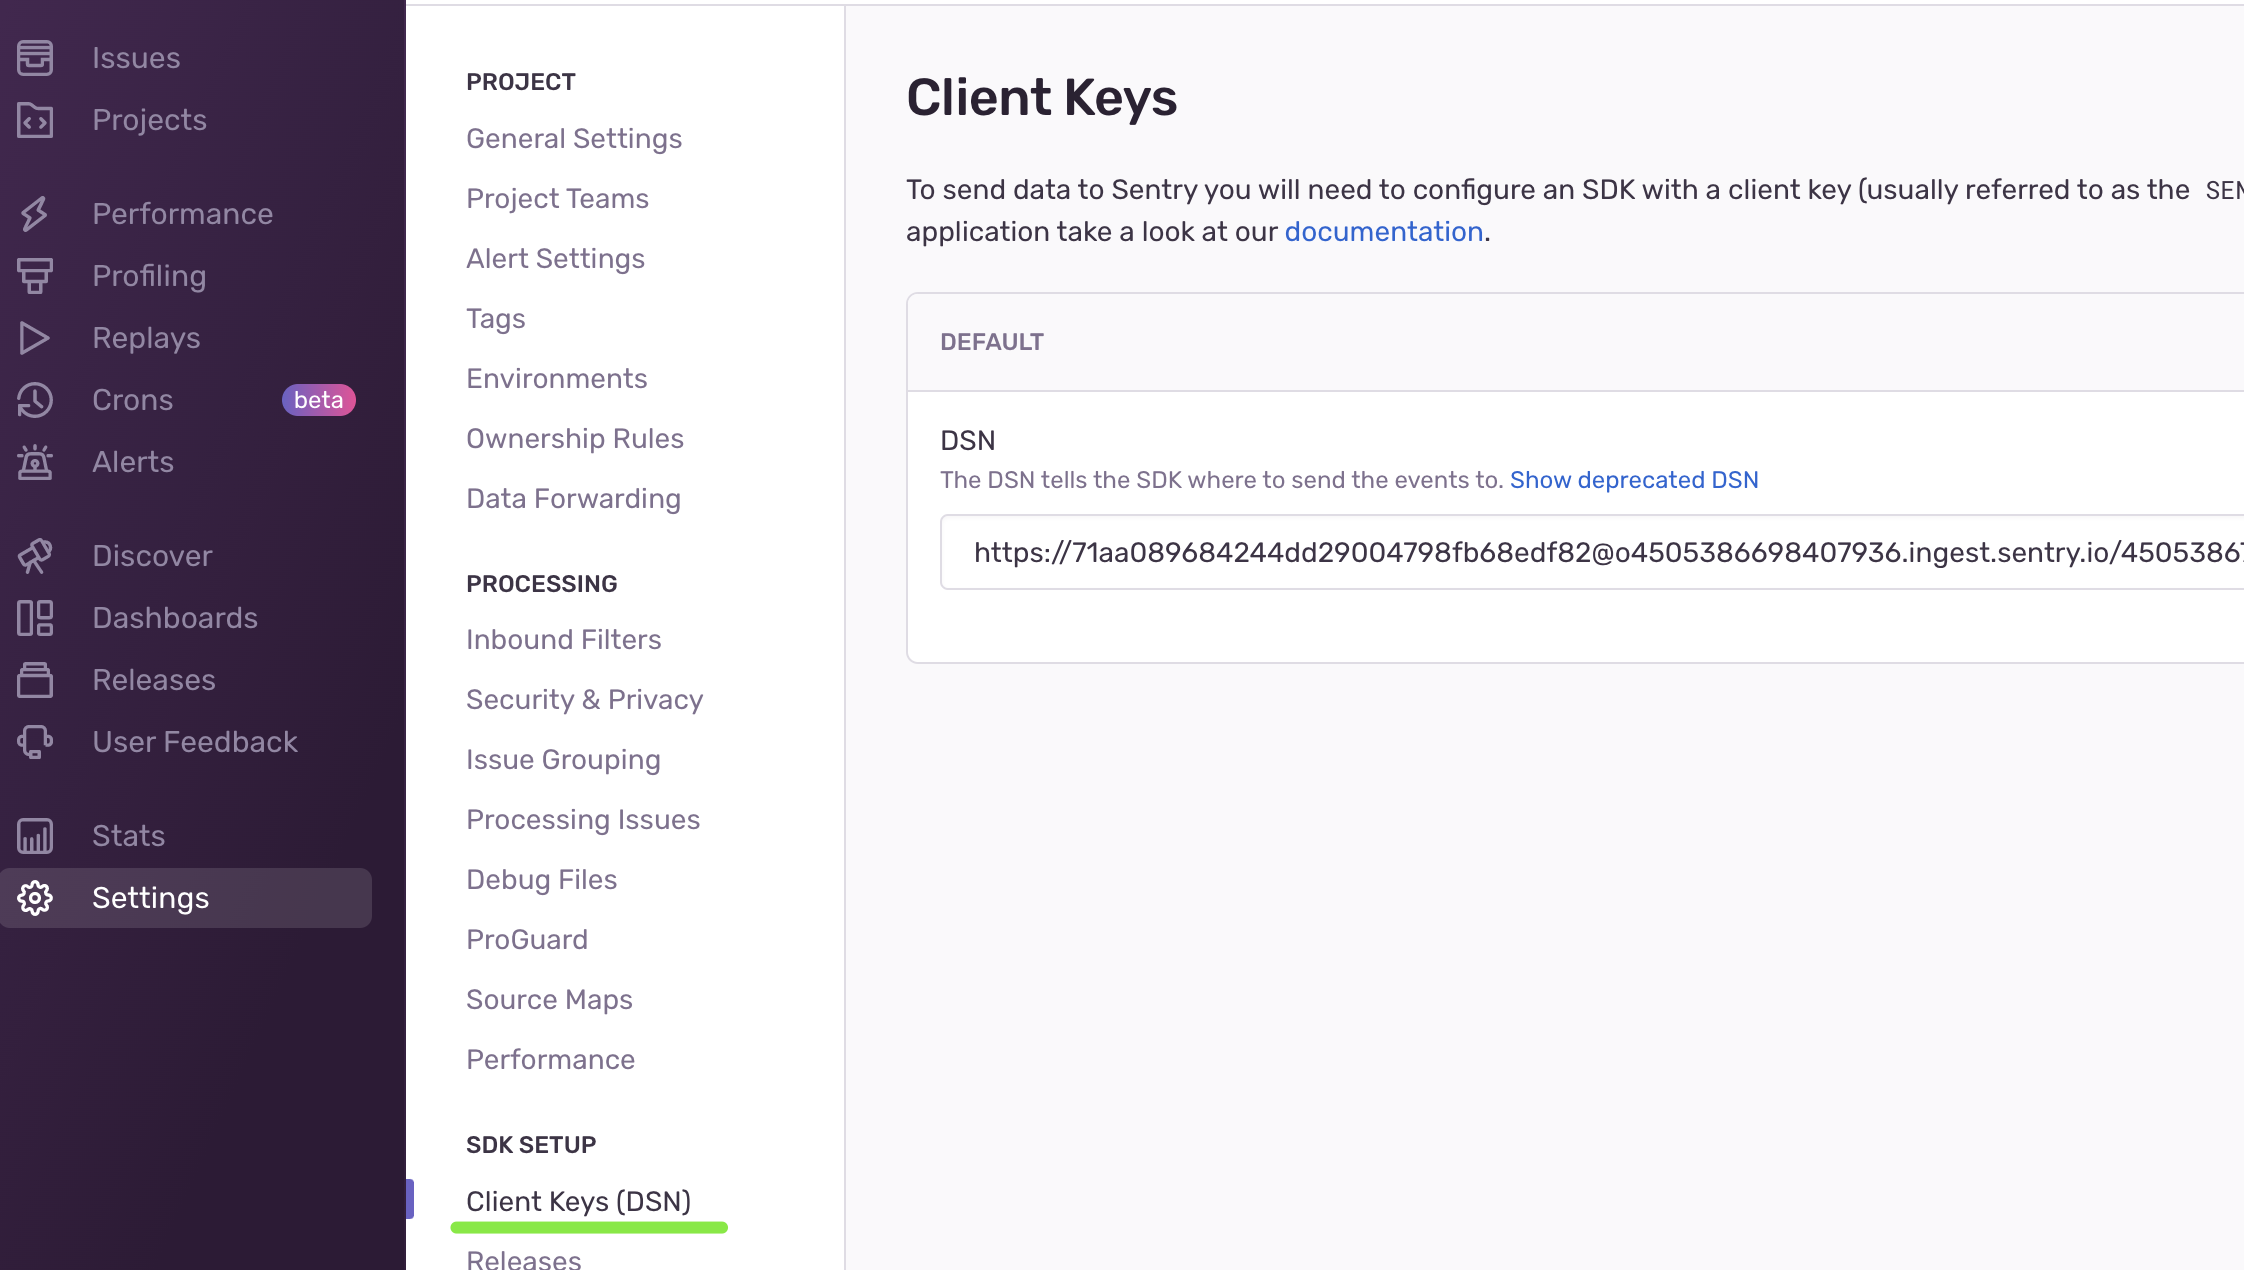 Issues
Projects
Performance
Profiling
Replays
Crons beta
Alerts
Discover
Dashboards
Releases
User Feedback
Stats
Settings
PROJECT
General Settings
Project Teams
Alert Settings
Tags
Environments
Ownership Rules
Data Forwarding
PROCESSING
Inbound Filters
Security & Privacy
Issue Grouping
Processing Issues
Debug Files
ProGuard
Source Maps
Performance
SDK SETUP
Client Keys (DSN)
Releases
Client Keys
To send data to Sentry you will need to configure an SDK with a client key (usually referred to as the SEN
application take a look at our documentation.
DEFAULT
DSN
The DSN tells the SDK where to send the events to. Show deprecated DSN
https://71aa089684244dd29004798fb68edf82@o4505386698407936.ingest.sentry.io/4505386